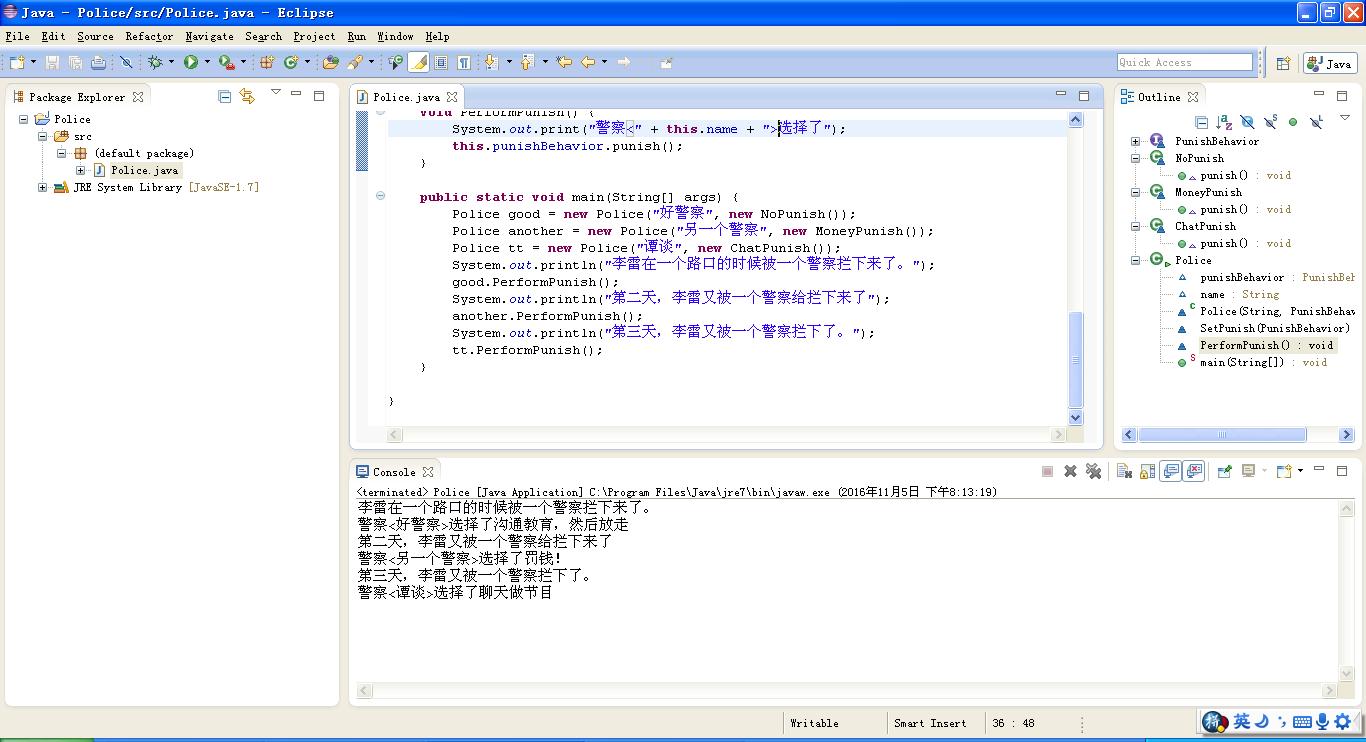 Java - Police/src/Police.java - Eclipse
File Edit Source Refactor Navigate Search Project Run Window Help
Quick Access
Java
Package Explorer
Police
src
(default package)
Police.java
JRE System Library [JavaSE-1.7]
Police.java
void PerformPunish() {
System.out.print("警察<" + this.name + ">选择了");
this.punishBehavior.punish();
}
public static void main(String[] args) {
Police good = new Police("好警察", new NoPunish());
Police another = new Police("另一个警察", new MoneyPunish());
Police tt = new Police("谭谈", new ChatPunish());
System.out.println("李雷在一个路口的时候被一个警察拦下来了。");
good.PerformPunish();
System.out.println("第二天，李雷又被一个警察给拦下来了");
another.PerformPunish();
System.out.println("第三天，李雷又被一个警察拦下了。");
tt.PerformPunish();
}
}
Outline
PunishBehavior
NoPunish
punish() : void
MoneyPunish
punish() : void
ChatPunish
punish() : void
Police
punishBehavior : PunishBeh
name : String
Police(String, PunishBehav
SetPunish(PunishBehavior)
PerformPunish() : void
main(String[]) : void
Console
<terminated> Police [Java Application] C:\Program Files\Java\jre7\bin\javaw.exe (2016年11月5日 下午8:13:19)
李雷在一个路口的时候被一个警察拦下来了。
警察<好警察>选择了沟通教育，然后放走
第二天，李雷又被一个警察给拦下来了
警察<另一个警察>选择了罚钱!
第三天，李雷又被一个警察拦下了。
警察<谭谈>选择了聊天做节目
Writable
Smart Insert
36 : 48
英